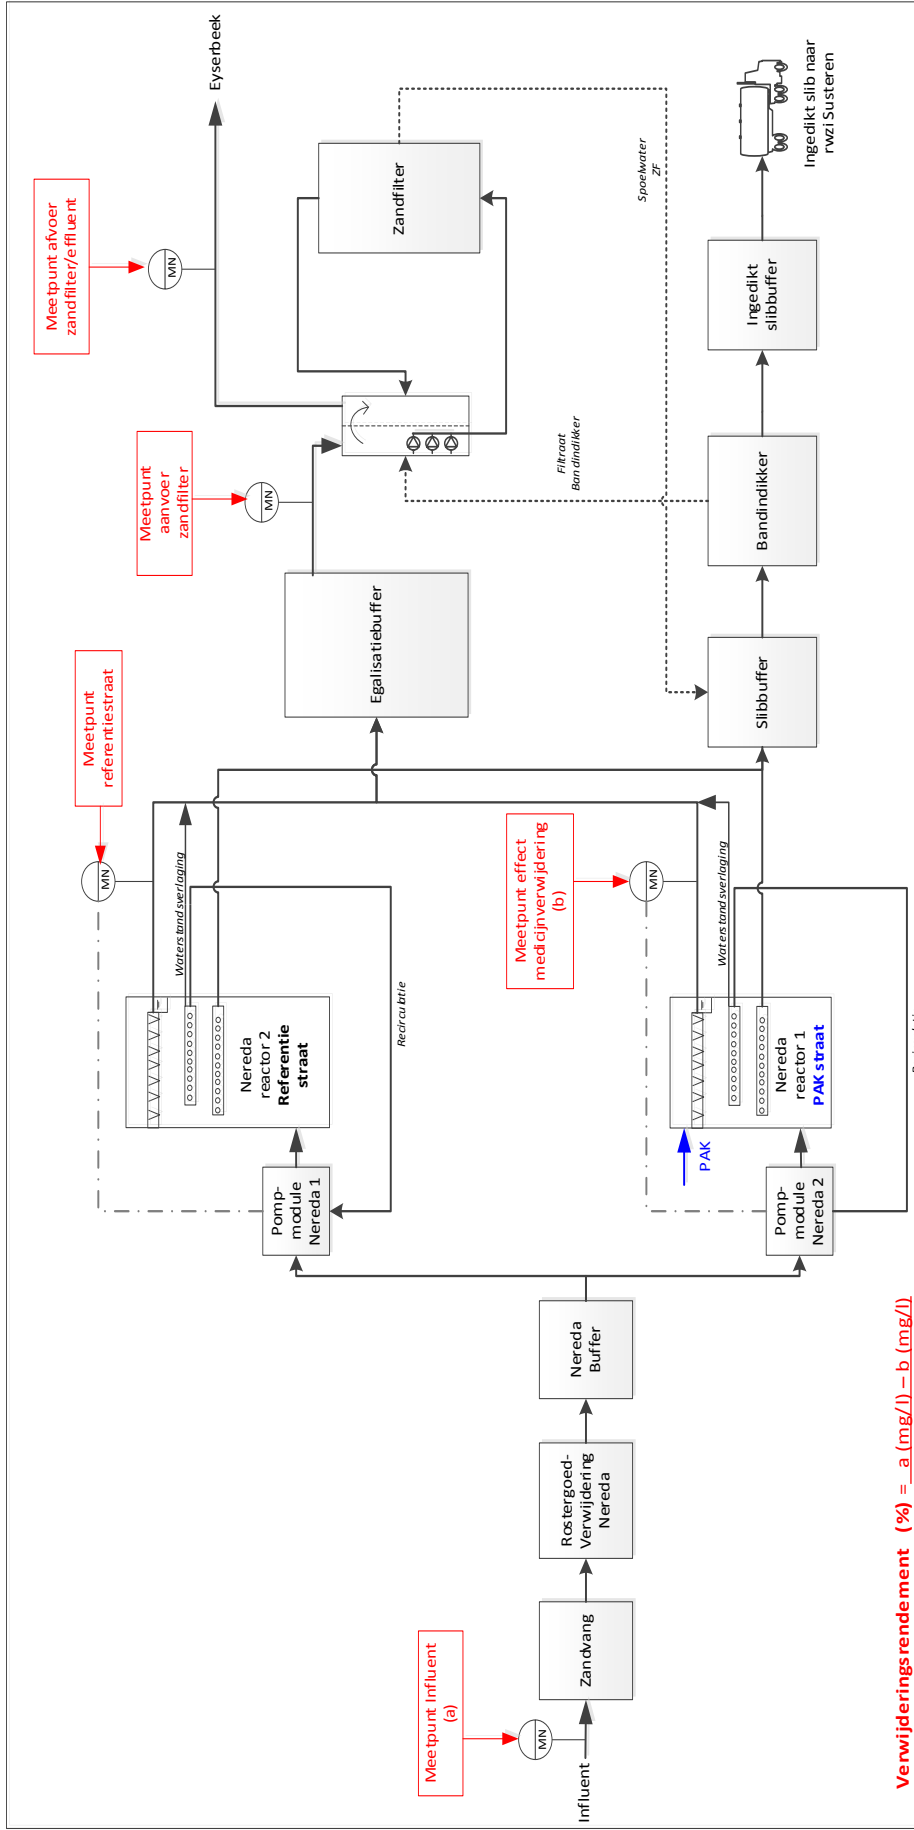 Meetpunt Influent
(a)
MN
Influent
Zandvang
Rostergoed-
Verwijdering
Nereda
Nereda
Buffer
Pomp-
module
Nereda 1
Nereda
reactor 2
Referentie
straat
Waterstandsverlaging
Recirculatie
MN
Meetpunt
referentiestraat
Pomp-
module
Nereda 2
PAK
Nereda
reactor 1
PAK straat
Waterstandsverlaging
MN
Meetpunt effect
medicijnverwijdering
(b)
Egalisatiebuffer
Meetpunt
aanvoer
zandfilter
MN
Meetpunt afvoer
zandfilter/effluent
MN
Eyserbeek
Zandfilter
Spoelwater
ZF
Filtraat
Bandindikker
Slibbuffer
Bandindikker
Ingedikt
slibbuffer
Ingedikt slib naar
rwzi Susteren
Verwijderingsrendement (%) = a (mg/l) – b (mg/l)